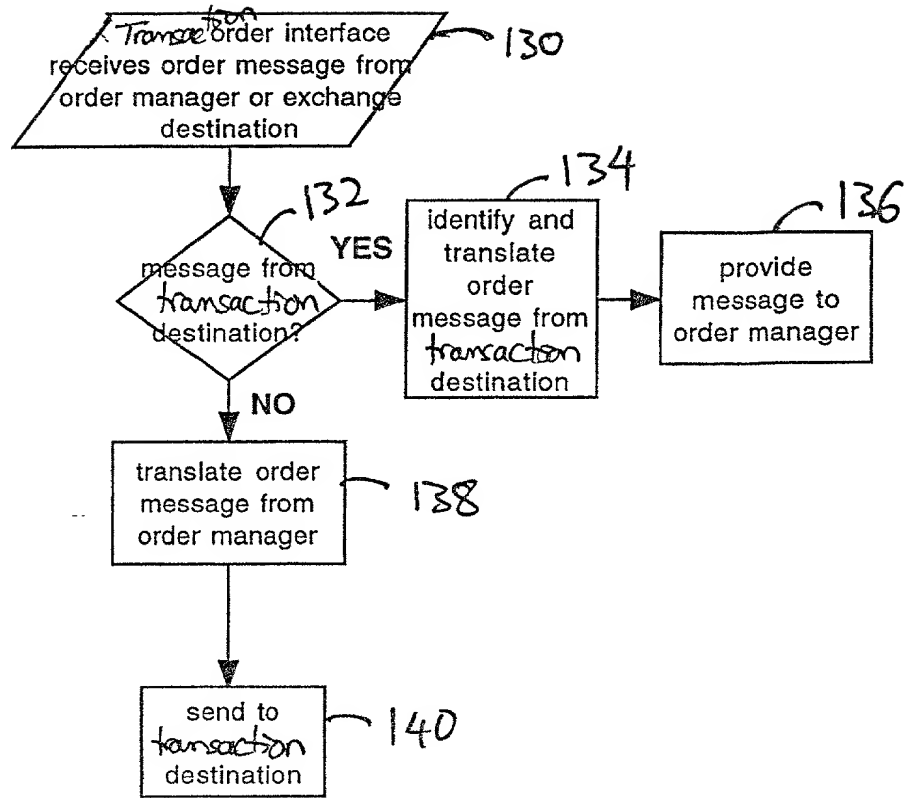 Transaction order interface
receives order message from
order manager or exchange
destination
130
132
message from
transaction
destination?
YES
134
identify and
translate
order
message from
transaction
destination
136
provide
message to
order manager
NO
translate order
message from
order manager
138
send to
transaction
destination
140